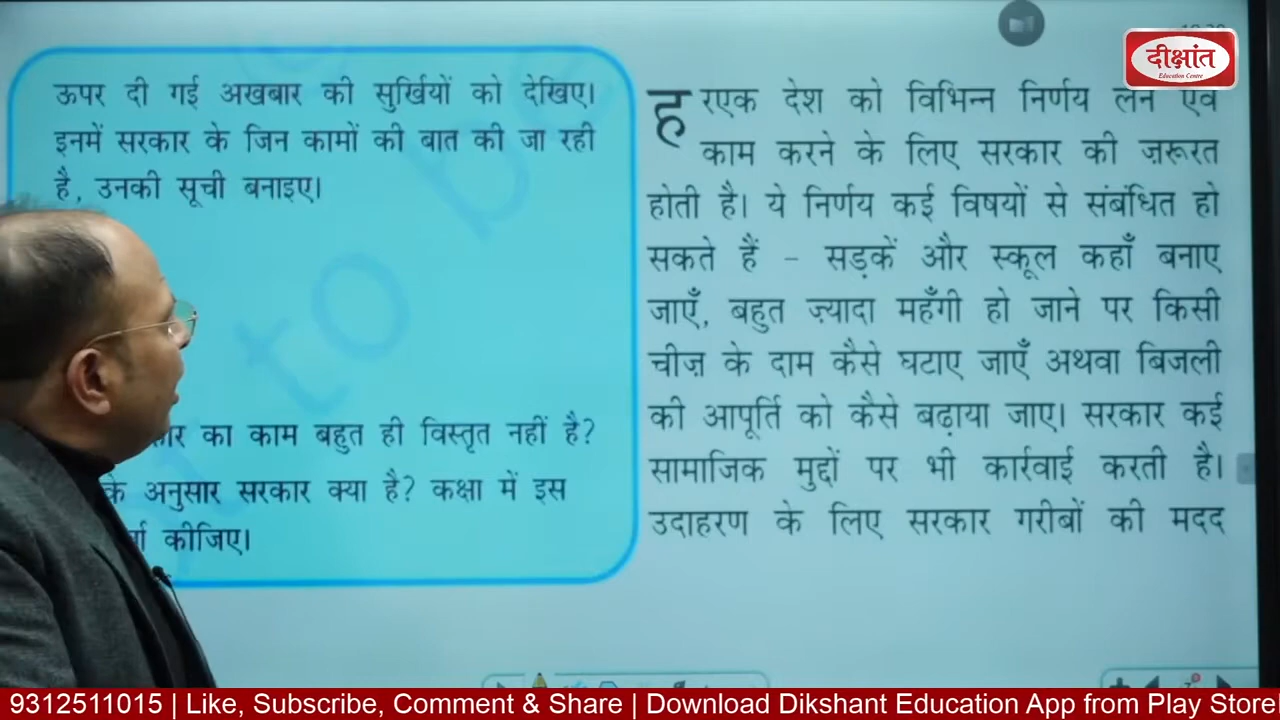 ऊपर दी गई अखबार की सुर्खियों को देखिए।
इनमें सरकार के जिन कामों की बात की जा रही
है, उनकी सूची बनाइए।
का काम बहुत ही विस्तृत नहीं है?
के अनुसार सरकार क्या है? कक्षा में इस
कीजिए।
हरएक देश को विभिन्न निर्णय लेने एवं
काम करने के लिए सरकार की ज़रूरत
होती है। ये निर्णय कई विषयों से संबंधित हो
सकते हैं - सड़कें और स्कूल कहाँ बनाए
जाएँ, बहुत ज़्यादा महँगी हो जाने पर किसी
चीज़ के दाम कैसे घटाए जाएँ अथवा बिजली
की आपूर्ति को कैसे बढ़ाया जाए। सरकार कई
सामाजिक मुद्दों पर भी कार्रवाई करती है।
उदाहरण के लिए सरकार गरीबों की मदद
दीक्षांत
Education Centre
to be
9312511015 | Like, Subscribe, Comment & Share | Download Dikshant Education App from Play Store